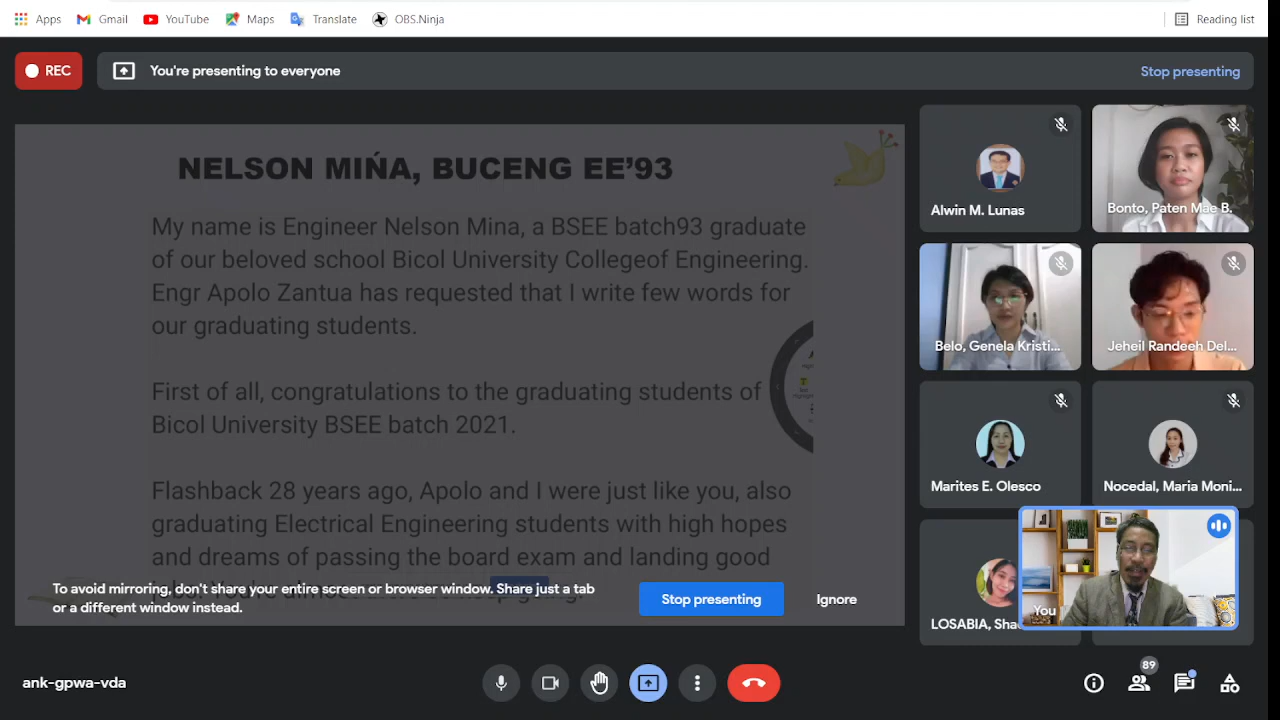 Apps Gmail YouTube Maps Translate OBS.Ninja Reading list
REC You're presenting to everyone Stop presenting
NELSON MIŃA, BUCENG EE’93
My name is Engineer Nelson Mina, a BSEE batch93 graduate
of our beloved school Bicol University Collegeof Engineering.
Engr Apolo Zantua has requested that I write few words for
our graduating students.
First of all, congratulations to the graduating students of
Bicol University BSEE batch 2021.
Flashback 28 years ago, Apolo and I were just like you, also
graduating Electrical Engineering students with high hopes
and dreams of passing the board exam and landing good
To avoid mirroring, don't share your entire screen or browser window. Share just a tab
or a different window instead.
Stop presenting Ignore
Alwin M. Lunas
Bonto, Paten Mae B.
Belo, Genela Kristi...
Jeheil Randeeh Del...
Marites E. Olesco
Nocedal, Maria Moni...
LOSABIA, Sha
You
ank-gpwa-vda
89